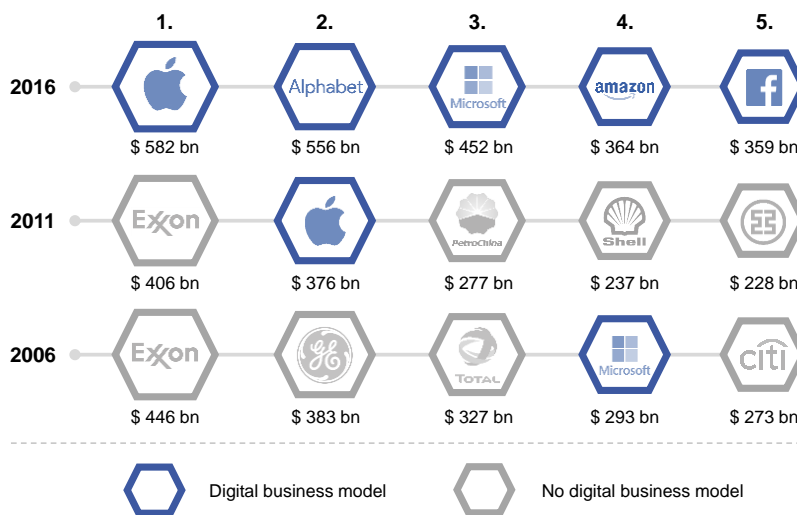 1. 2. 3. 4. 5.
2016
Alphabet
Microsoft
amazon
f
$ 582 bn $ 556 bn $ 452 bn $ 364 bn $ 359 bn
2011
Exxon
PetroChina
Shell
$ 406 bn $ 376 bn $ 277 bn $ 237 bn $ 228 bn
2006
Exxon
GE
TOTAL
Microsoft
citi
$ 446 bn $ 383 bn $ 327 bn $ 293 bn $ 273 bn
Digital business model No digital business model